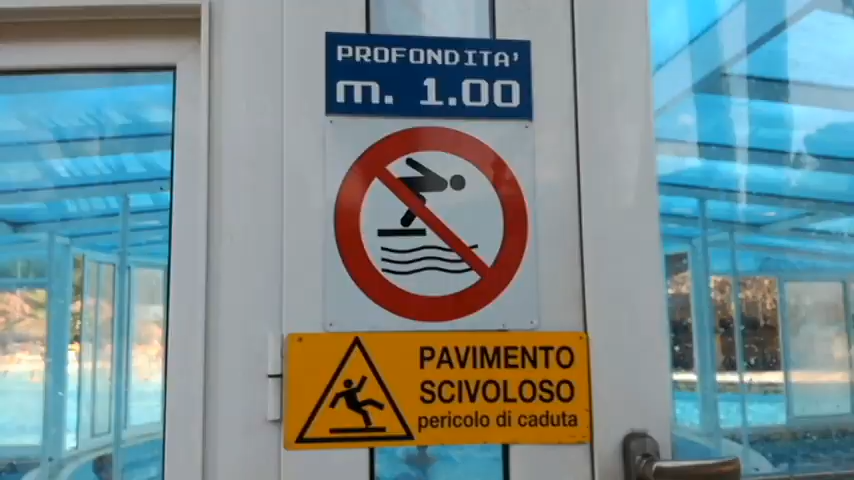 PROFONDITA'
m. 1.00
PAVIMENTO
SCIVOLOSO
pericolo di caduta